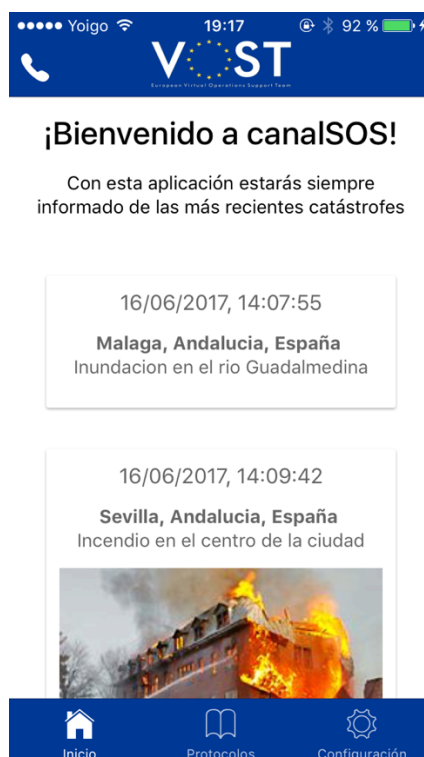 Yoigo 19:17 92 %
VOST
European Virtual Operations Support Team
¡Bienvenido a canalSOS!
Con esta aplicación estarás siempre
informado de las más recientes catástrofes
16/06/2017, 14:07:55
Malaga, Andalucia, España
Inundacion en el rio Guadalmedina
16/06/2017, 14:09:42
Sevilla, Andalucia, España
Incendio en el centro de la ciudad
Inicio Protocolos Configuración